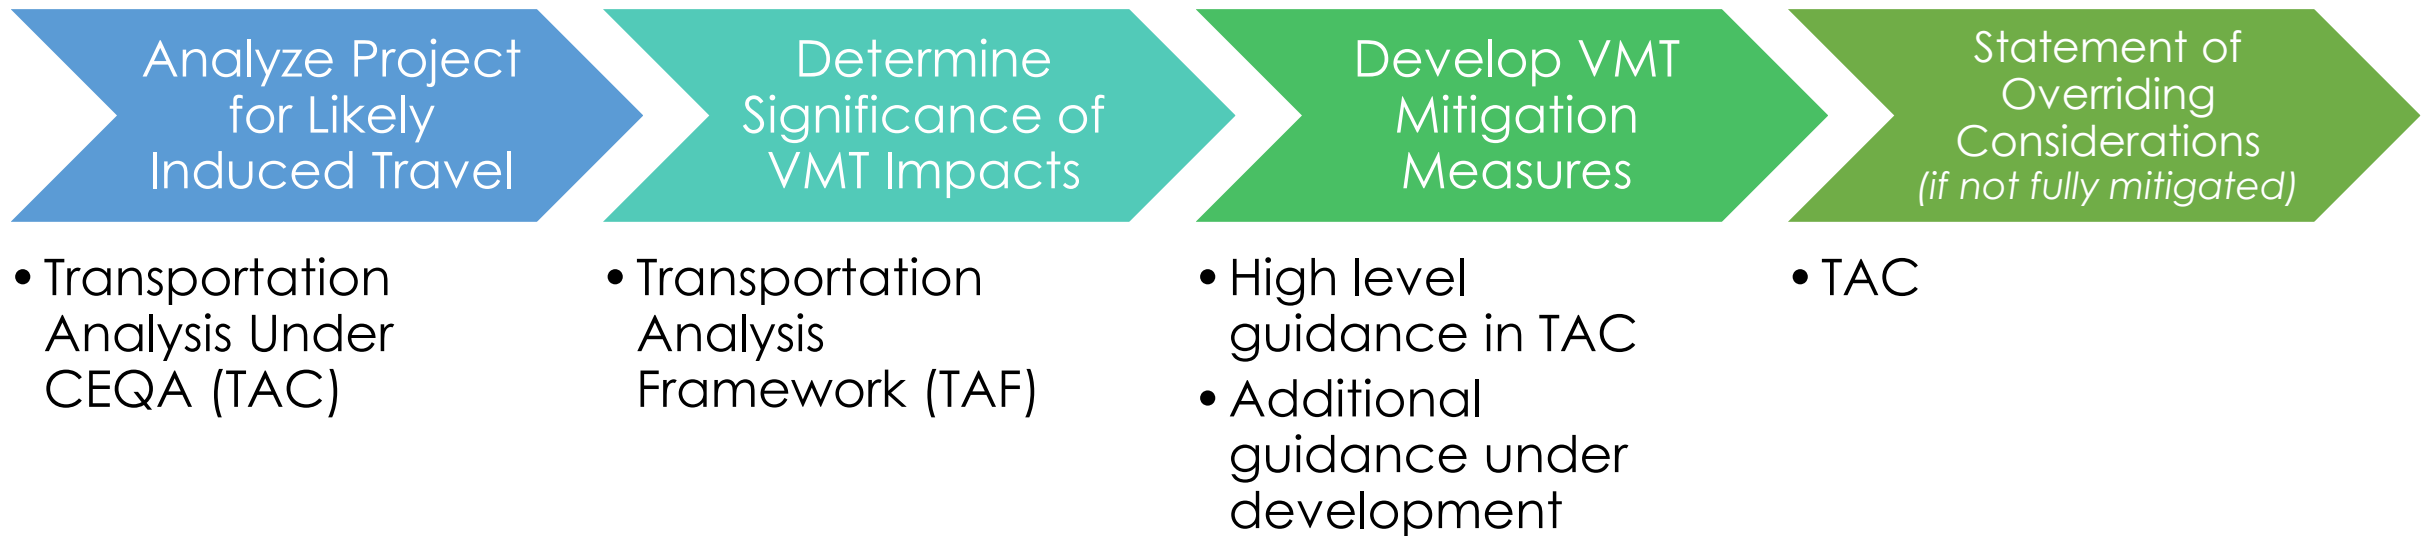 Analyze Project
for Likely
Induced Travel
• Transportation
Analysis Under
CEQA (TAC)
Determine
Significance of
VMT Impacts
• Transportation
Analysis
Framework (TAF)
Develop VMT
Mitigation
Measures
• High level
guidance in TAC
• Additional
guidance under
development
Statement of
Overriding
Considerations
(if not fully mitigated)
• TAC